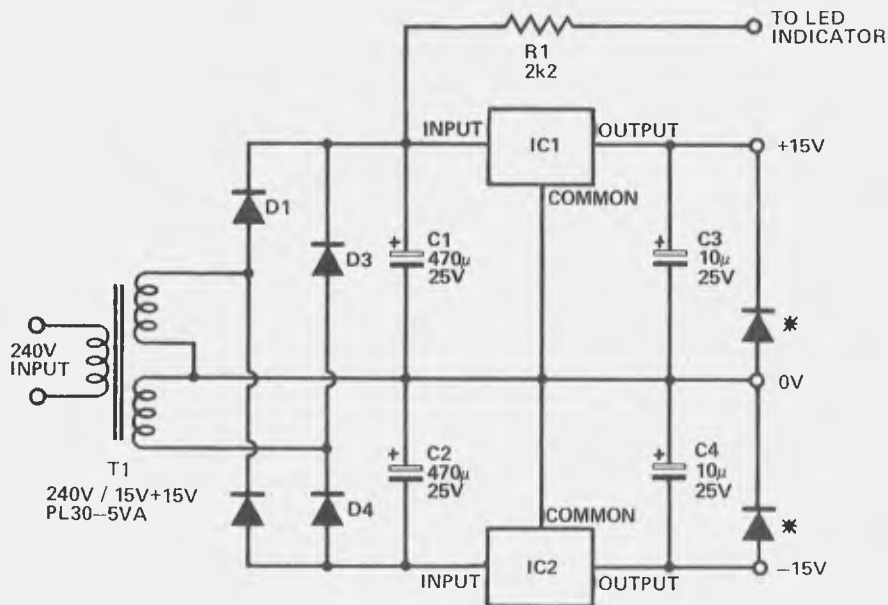 TO LED
INDICATOR
R1
2k2
INPUT
IC1
OUTPUT
+15V
COMMON
D1
D3
+
C1
470μ
25V
+
C3
10μ
25V
*
240V
INPUT
0V
T1
240V / 15V+15V
PL30–5VA
D4
+
C2
470μ
25V
+
C4
10μ
25V
COMMON
*
INPUT
IC2
OUTPUT
–15V